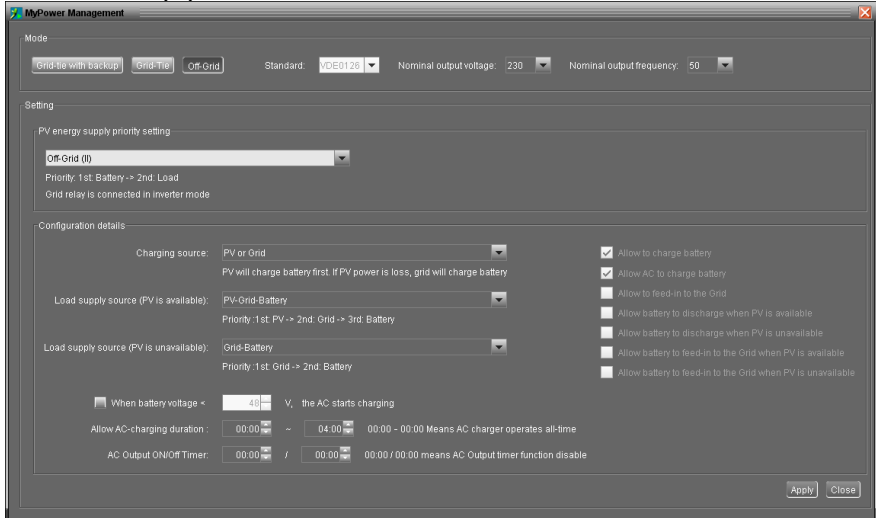 MyPower Management
Mode
Grid-tie with backup Grid-Tie Off-Grid Standard: VDE0126 Nominal output voltage: 230 Nominal output frequency: 50
Setting
PV energy supply priority setting
Off-Grid (II)
Priority: 1st: Battery -> 2nd: Load
Grid relay is connected in inverter mode
Configuration details
Charging source: PV or Grid
PV will charge battery first. If PV power is loss, grid will charge battery
Load supply source (PV is available): PV-Grid-Battery
Priority :1st: PV -> 2nd: Grid -> 3rd: Battery
Load supply source (PV is unavailable): Grid-Battery
Priority :1st: Grid -> 2nd: Battery
Allow to charge battery
Allow AC to charge battery
Allow to feed-in to the Grid
Allow battery to discharge when PV is available
Allow battery to discharge when PV is unavailable
Allow battery to feed-in to the Grid when PV is available
Allow battery to feed-in to the Grid when PV is unavailable
When battery voltage < 48 V, the AC starts charging
Allow AC-charging duration : 00:00 ~ 04:00 00:00 - 00:00 Means AC charger operates all-time
AC Output ON/Off Timer: 00:00 / 00:00 00:00 / 00:00 means AC Output timer function disable
Apply Close